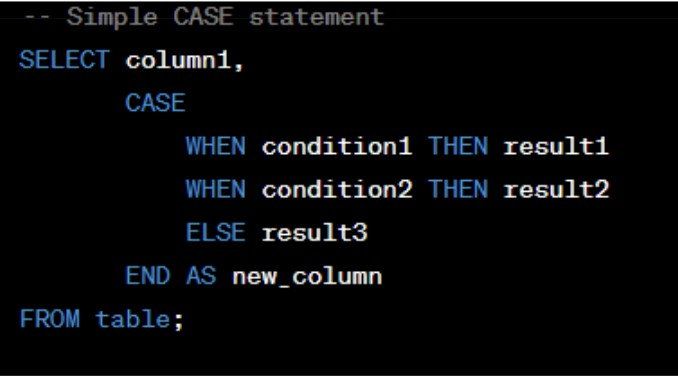 -- Simple CASE statement
SELECT column1,
CASE
WHEN condition1 THEN result1
WHEN condition2 THEN result2
ELSE result3
END AS new_column
FROM table;